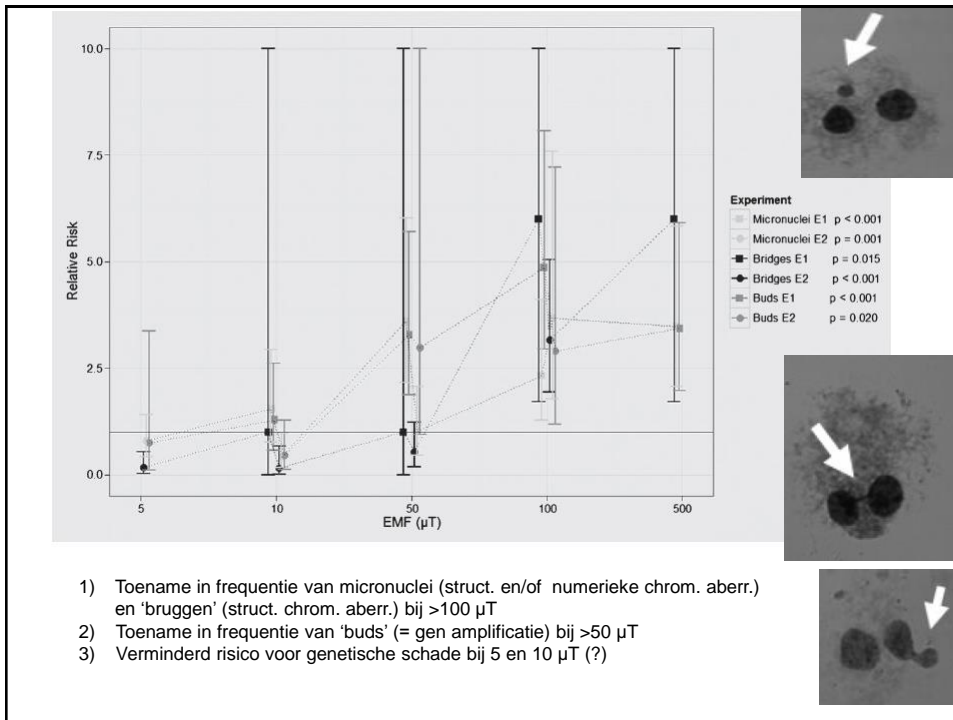 10.0
7.5
5.0
2.5
0.0
Relative Risk
5 10 50 100 500
EMF (µT)
Experiment
Micronuclei E1 p < 0.001
Micronuclei E2 p = 0.001
Bridges E1 p = 0.015
Bridges E2 p < 0.001
Buds E1 p < 0.001
Buds E2 p = 0.020
1) Toename in frequentie van micronuclei (struct. en/of numerieke chrom. aberr.)
en ‘bruggen’ (struct. chrom. aberr.) bij >100 µT
2) Toename in frequentie van ‘buds’ (= gen amplificatie) bij >50 µT
3) Verminderd risico voor genetische schade bij 5 en 10 µT (?)